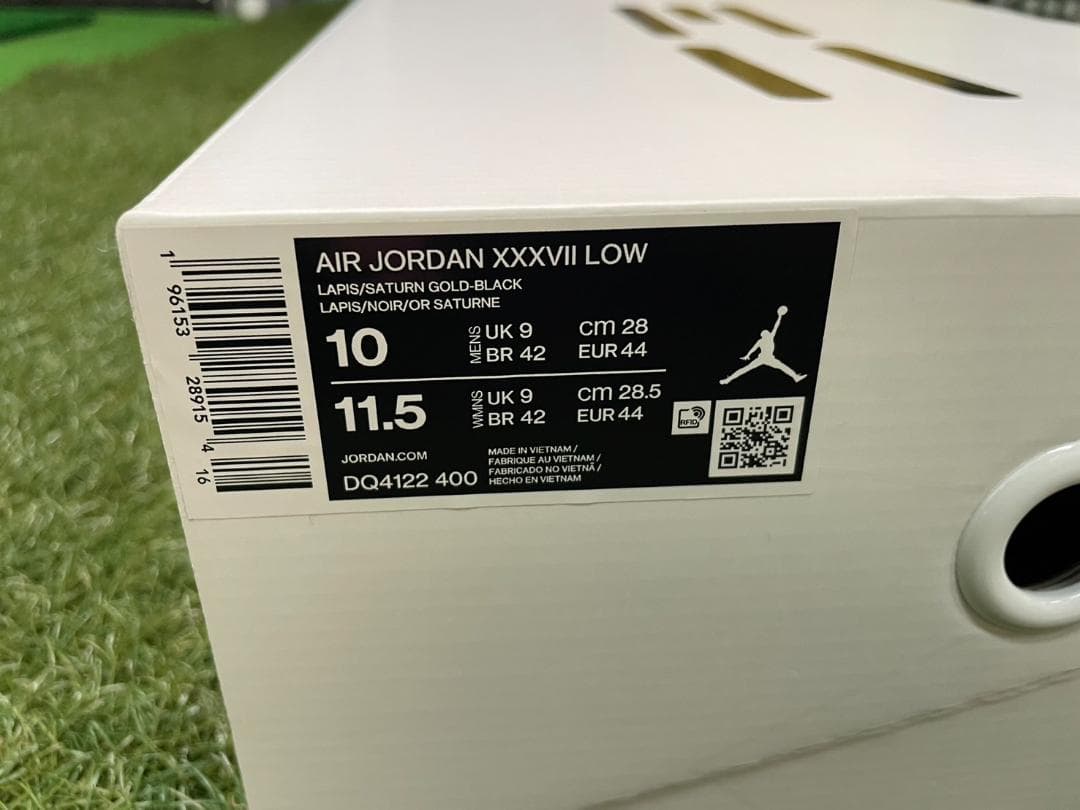 AIR JORDAN XXXVII LOW
LAPIS/SATURN GOLD-BLACK
LAPIS/NOIR/OR SATURNE
10 MENS UK 9 cm 28
BR 42 EUR 44
11.5 WMNS UK 9 cm 28.5
BR 42 EUR 44
RFID
JORDAN.COM
DQ4122 400
MADE IN VIETNAM /
FABRIQUE AU VIETNAM /
FABRICADO NO VIETNÃ /
HECHO EN VIETNAM
1 96153 28915 4 16